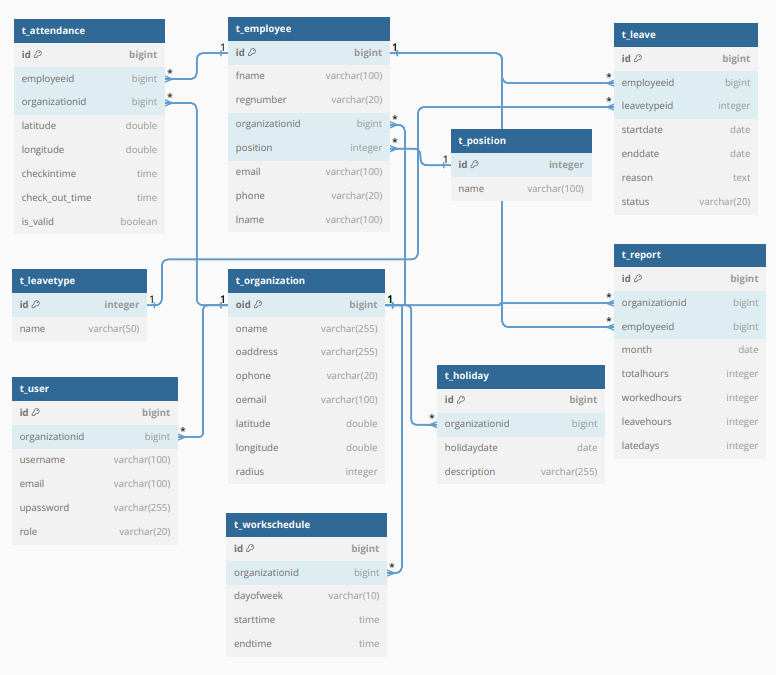 t_attendance
id bigint
employeeid bigint *
organizationid bigint *
latitude double
longitude double
checkintime time
check_out_time time
is_valid boolean
t_employee
1 id bigint 1
fname varchar(100)
regnumber varchar(20)
organizationid bigint *
position integer *
email varchar(100)
phone varchar(20)
lname varchar(100)
t_position
1 id integer
name varchar(100)
t_leave
id bigint
* employeeid bigint
* leavetypeid integer
startdate date
enddate date
reason text
status varchar(20)
t_leavetype
id integer 1
name varchar(50)
t_organization
1 oid bigint 1
oname varchar(255)
oaddress varchar(255)
ophone varchar(20)
oemail varchar(100)
latitude double
longitude double
radius integer
t_report
id bigint
* organizationid bigint
* employeeid bigint
month date
totalhours integer
workedhours integer
leavehours integer
latedays integer
t_user
id bigint
organizationid bigint *
username varchar(100)
email varchar(100)
upassword varchar(255)
role varchar(20)
t_holiday
id bigint
* organizationid bigint
holidaydate date
description varchar(255)
t_workschedule
id bigint
organizationid bigint *
dayofweek varchar(10)
starttime time
endtime time